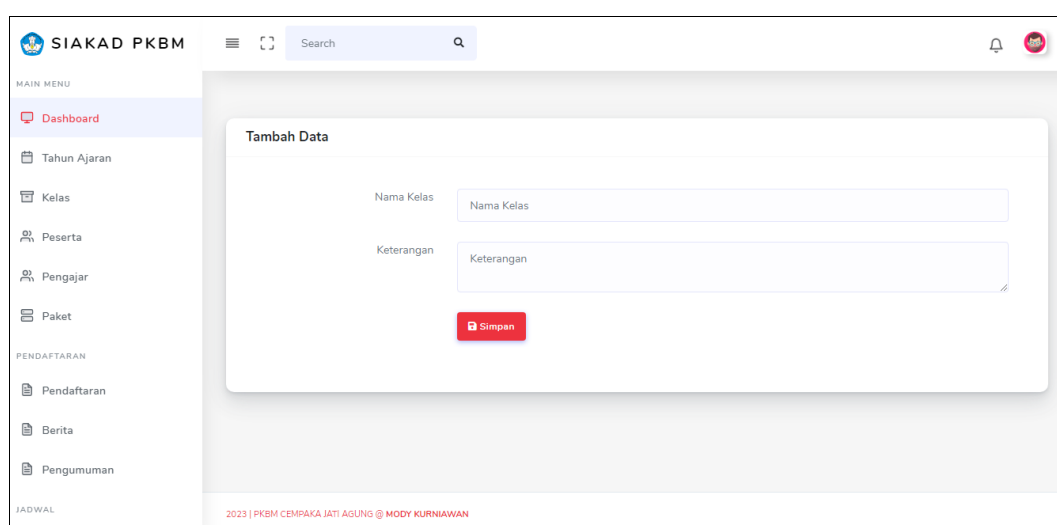 SIAKAD PKBM
Search
MAIN MENU
Dashboard
Tahun Ajaran
Kelas
Peserta
Pengajar
Paket
PENDAFTARAN
Pendaftaran
Berita
Pengumuman
JADWAL
Tambah Data
Nama Kelas
Nama Kelas
Keterangan
Keterangan
Simpan
2023 | PKBM CEMPAKA JATI AGUNG @ MODY KURNIAWAN